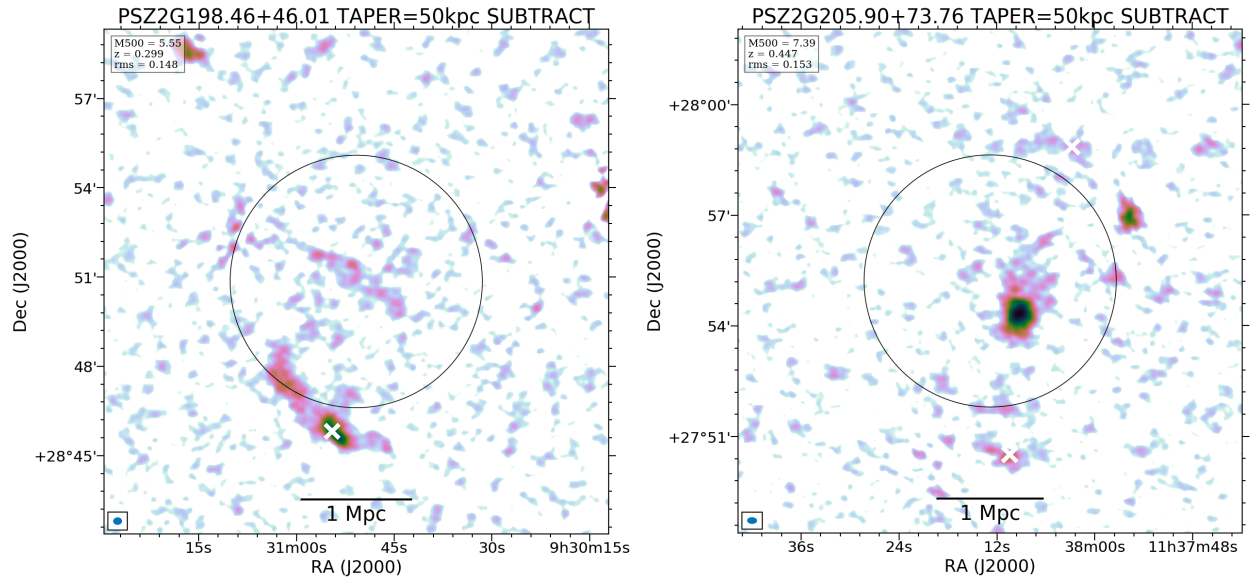 PSZ2G198.46+46.01 TAPER=50kpc SUBTRACT
M500 = 5.55
z = 0.299
rms = 0.148
57'
54'
51'
48'
+28°45'
Dec (J2000)
1 Mpc
15s
31m00s
45s
30s
9h30m15s
RA (J2000)
PSZ2G205.90+73.76 TAPER=50kpc SUBTRACT
M500 = 7.39
z = 0.447
rms = 0.153
+28°00'
57'
54'
+27°51'
Dec (J2000)
1 Mpc
36s
24s
12s
38m00s
11h37m48s
RA (J2000)